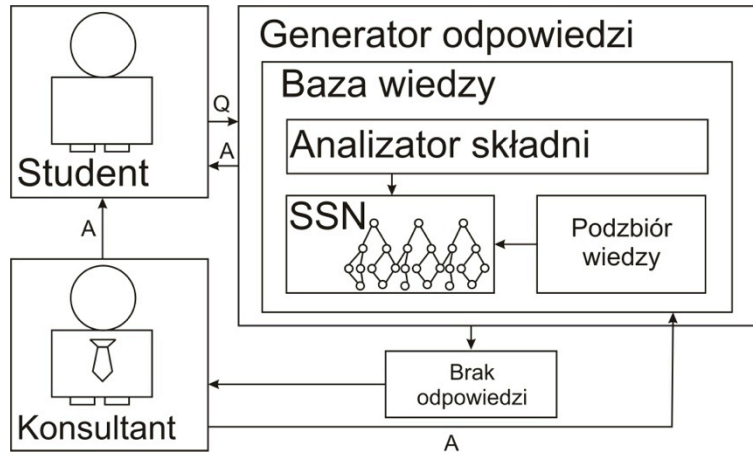 Generator odpowiedzi
Baza wiedzy
Analizator składni
SSN
Podzbiór
wiedzy
Q
A
Student
A
Konsultant
Brak
odpowiedzi
A